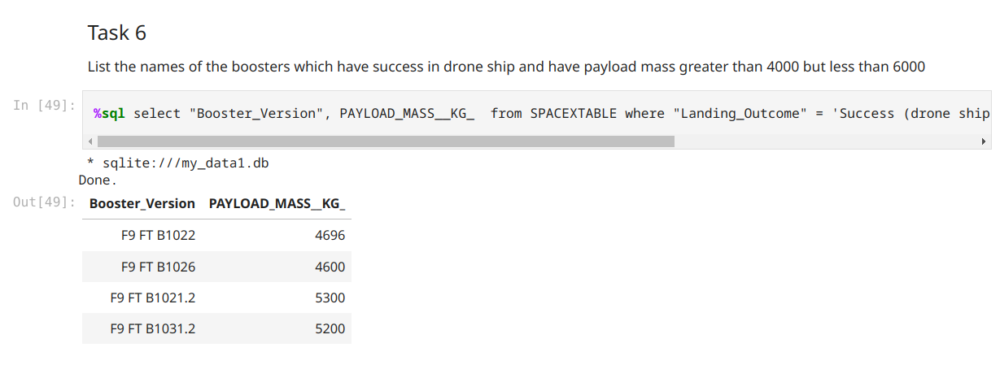 Task 6
List the names of the boosters which have success in drone ship and have payload mass greater than 4000 but less than 6000
In [49]: %sql select "Booster_Version", PAYLOAD_MASS__KG_  from SPACEXTABLE where "Landing_Outcome" = 'Success (drone ship
* sqlite:///my_data1.db
Done.
Out[49]: Booster_Version PAYLOAD_MASS__KG_
F9 FT B1022 4696
F9 FT B1026 4600
F9 FT B1021.2 5300
F9 FT B1031.2 5200